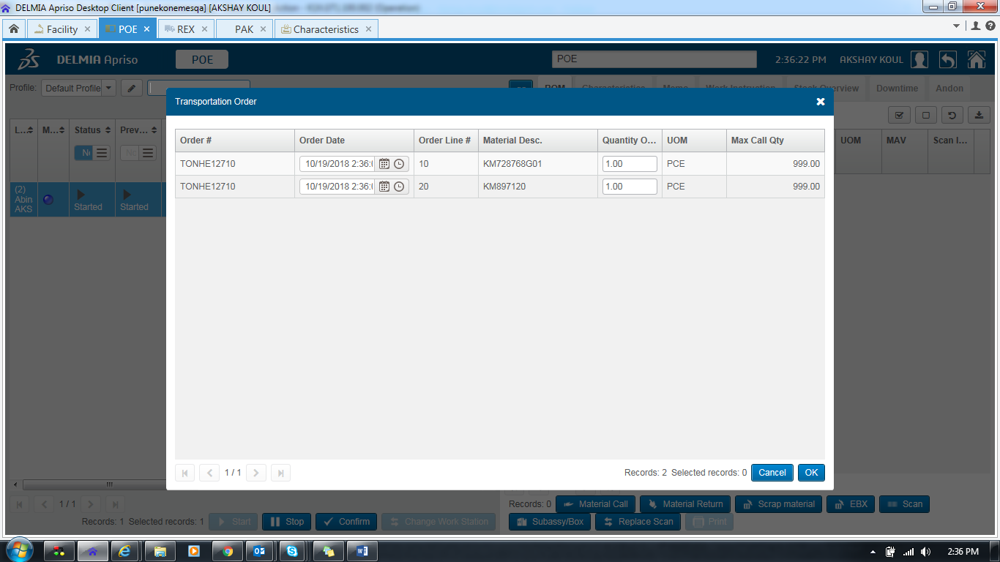 DELMIA Apriso Desktop Client [punekonemesqa] [AKSHAY KOUL]
Facility POE REX PAK Characteristics
DELMIA Apriso POE POE 2:36:22 PM AKSHAY KOUL
Profile: Default Profile BOM Characteristics Memo Work Instruction Stock Overview Downtime Andon
Transportation Order
L... M... Status Prev... UOM MAV Scan I...
Order # Order Date Order Line # Material Desc. Quantity O... UOM Max Call Qty
TONHE12710 10/19/2018 2:36: 10 KM728768G01 1.00 PCE 999.00
TONHE12710 10/19/2018 2:36: 20 KM897120 1.00 PCE 999.00
(2)
Abin
AKS
Started Started
1 / 1 Records: 2 Selected records: 0 Cancel OK
1 / 1 Records: 0 Material Call Material Return Scrap material EBX Scan
Records: 1 Selected records: 1 Start Stop Confirm Change Work Station Subassy/Box Replace Scan Print
2:36 PM